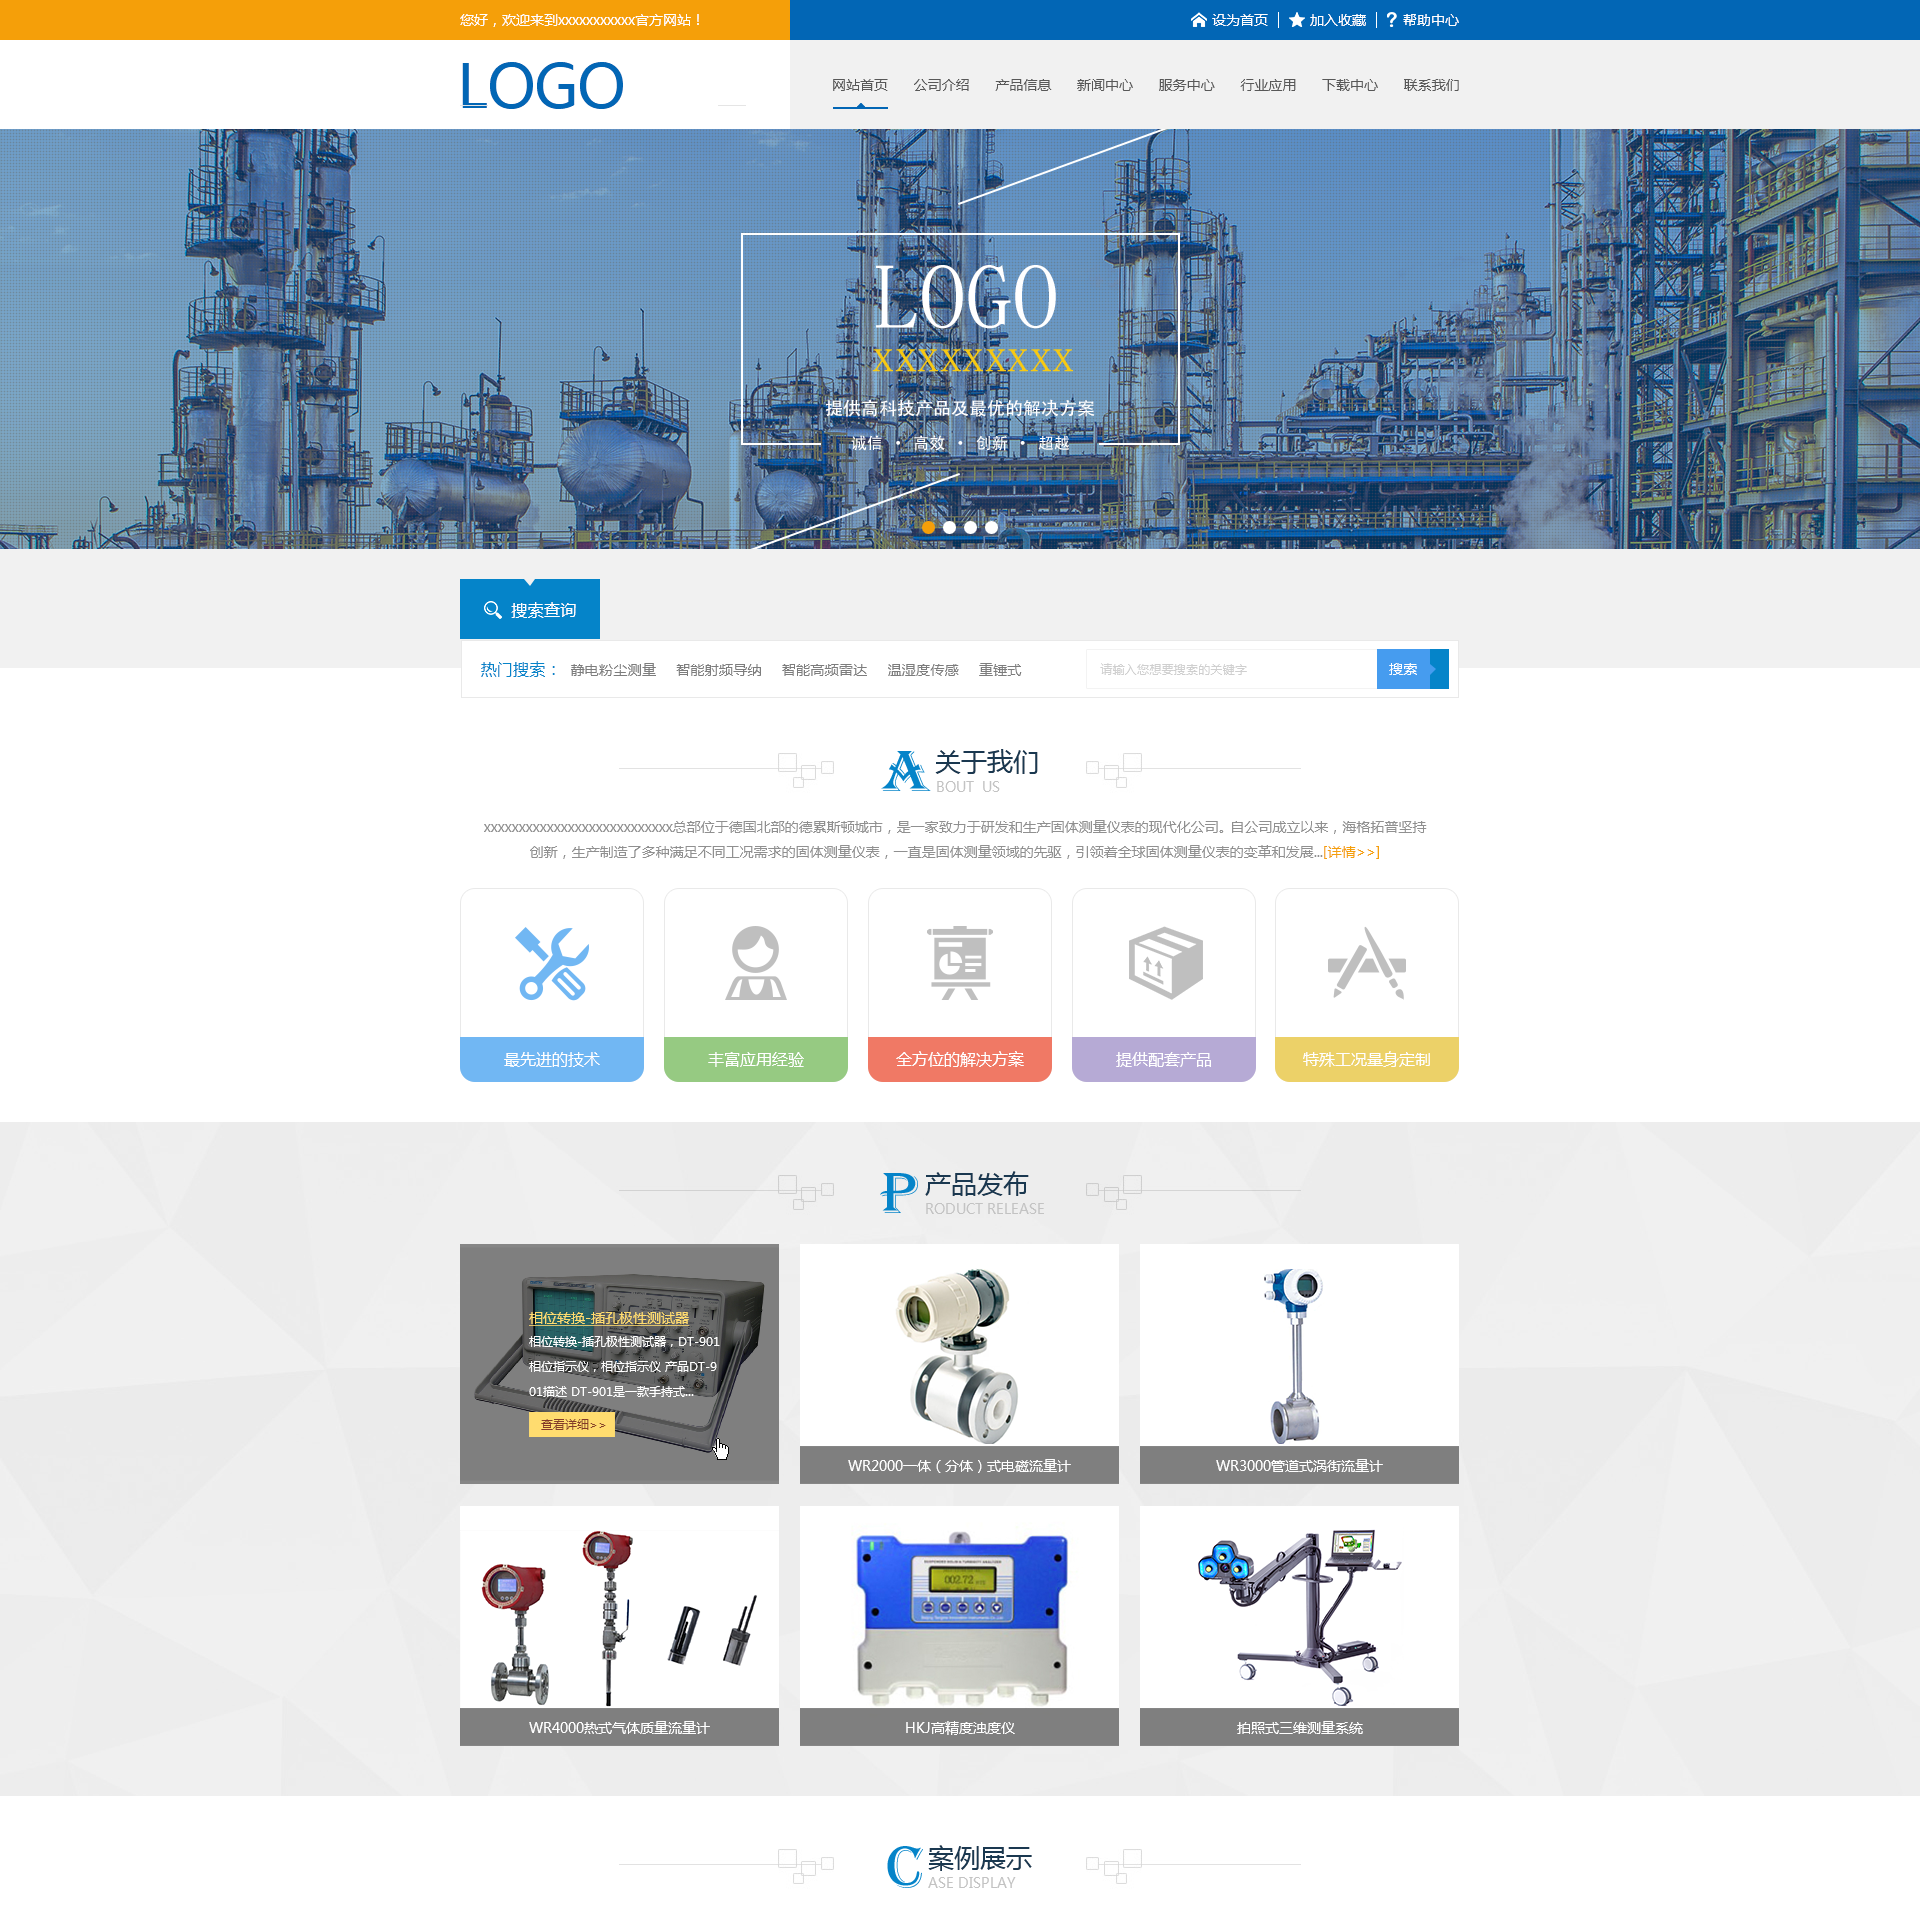 您好，欢迎来到xxxxxxxxxxx官方网站！
设为首页
加入收藏
帮助中心
LOGO
网站首页 公司介绍 产品信息 新闻中心 服务中心 行业应用 下载中心 联系我们
LOGO
XXXXXXXXX
提供高科技产品及最优的解决方案
诚信 • 高效 • 创新 • 超越
搜索查询
热门搜索： 静电粉尘测量 智能射频导纳 智能高频雷达 温湿度传感 重锤式
请输入您想要搜索的关键字
搜索
A 关于我们
BOUT US
xxxxxxxxxxxxxxxxxxxxxxxxxxx总部位于德国北部的德累斯顿城市，是一家致力于研发和生产固体测量仪表的现代化公司。自公司成立以来，海格拓普坚持
创新，生产制造了多种满足不同工况需求的固体测量仪表，一直是固体测量领域的先驱，引领着全球固体测量仪表的变革和发展...[详情>>]
最先进的技术
丰富应用经验
全方位的解决方案
提供配套产品
特殊工况量身定制
P 产品发布
RODUCT RELEASE
相位转换-插孔极性测试器
相位转换-插孔极性测试器，DT-901
相位指示仪，相位指示仪 产品DT-9
01描述 DT-901是一款手持式...
查看详细>>
WR2000一体（分体）式电磁流量计
WR3000管道式涡街流量计
WR4000热式气体质量流量计
002.72
HKJ高精度浊度仪
拍照式三维测量系统
C 案例展示
ASE DISPLAY